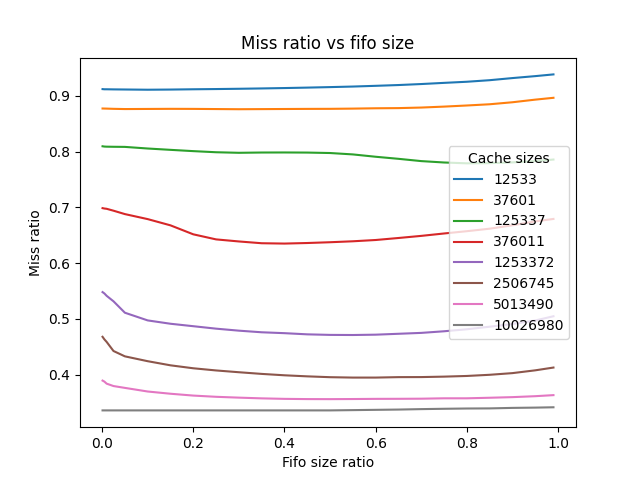 Miss ratio vs fifo size
Miss ratio
0.9
0.8
0.7
0.6
0.5
0.4
Cache sizes
12533
37601
125337
376011
1253372
2506745
5013490
10026980
0.0 0.2 0.4 0.6 0.8 1.0
Fifo size ratio